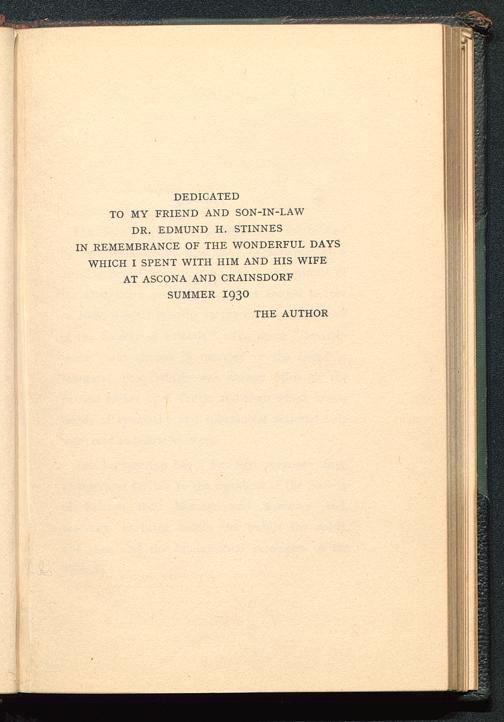 DEDICATED
TO MY FRIEND AND SON-IN-LAW
DR. EDMUND H. STINNES
IN REMEMBRANCE OF THE WONDERFUL DAYS
WHICH I SPENT WITH HIM AND HIS WIFE
AT ASCONA AND CRAINSDORF
SUMMER 1930
THE AUTHOR